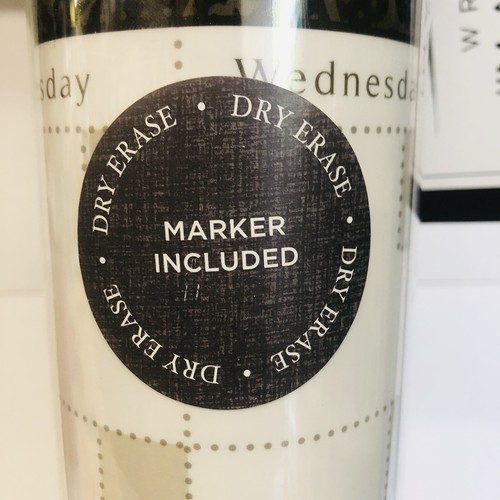 sday
Wednesda
DRY ERASE • DRY ERASE • DRY ERASE • DRY ERASE •
MARKER
INCLUDED
W R